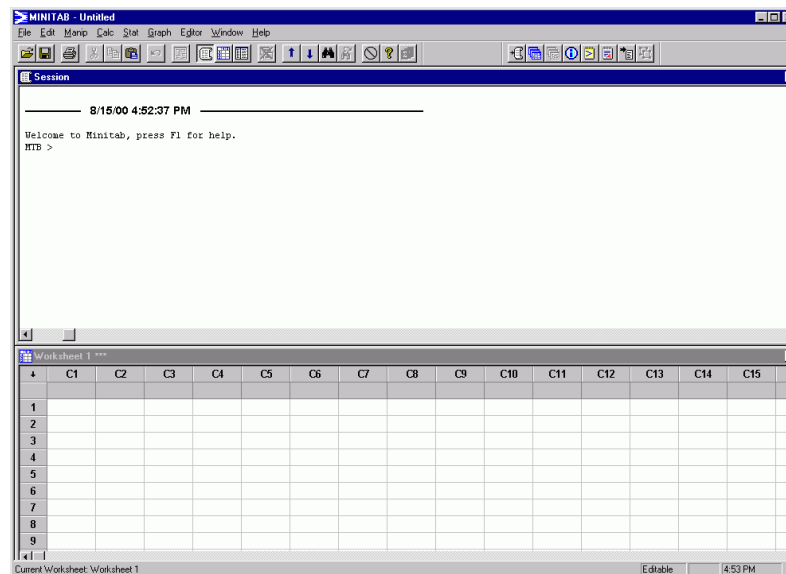 MINITAB - Untitled
File Edit Manip Calc Stat Graph Editor Window Help
Session
8/15/00 4:52:37 PM
Welcome to Minitab, press F1 for help.
MTB >
Worksheet 1 ***
C1 C2 C3 C4 C5 C6 C7 C8 C9 C10 C11 C12 C13 C14 C15
1
2
3
4
5
6
7
8
9
Current Worksheet: Worksheet 1 Editable 4:53 PM